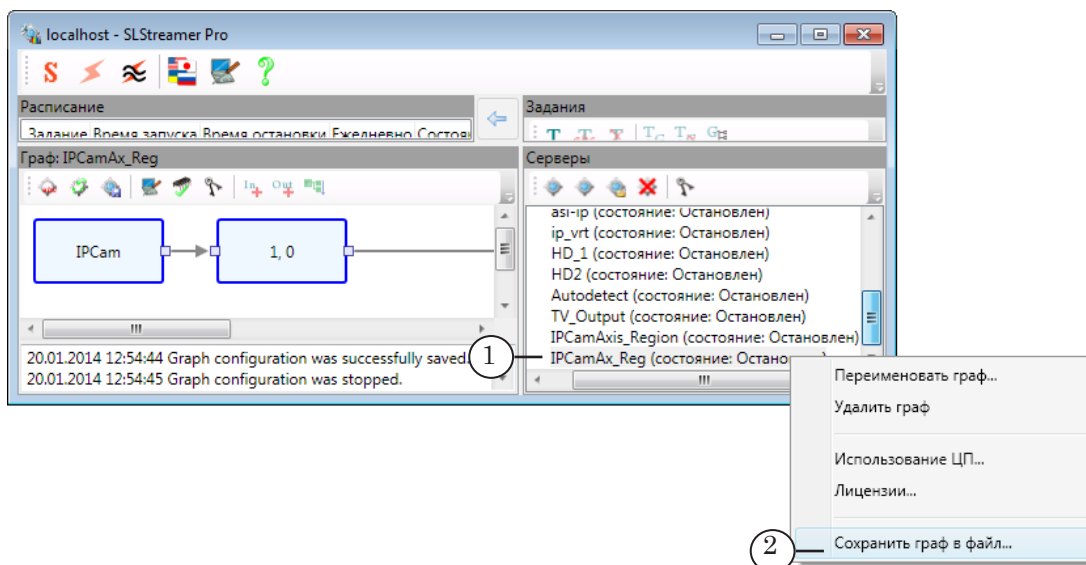 localhost - SLStreamer Pro
S
Расписание
Задания
Задание Время запуска Время остановки Ежедневно Состоя
T T T TC TN G
Граф: IPCamAx_Reg
Серверы
In Out
IPCam
1, 0
asi-ip (состояние: Остановлен)
ip_vrt (состояние: Остановлен)
HD_1 (состояние: Остановлен)
HD2 (состояние: Остановлен)
Autodetect (состояние: Остановлен)
TV_Output (состояние: Остановлен)
IPCamAxis_Region (состояние: Остановлен)
IPCamAx_Reg (состояние: Остано
20.01.2014 12:54:44 Graph configuration was successfully saved.
20.01.2014 12:54:45 Graph configuration was stopped.
1
Переименовать граф...
Удалить граф
Использование ЦП...
Лицензии...
2
Сохранить граф в файл...